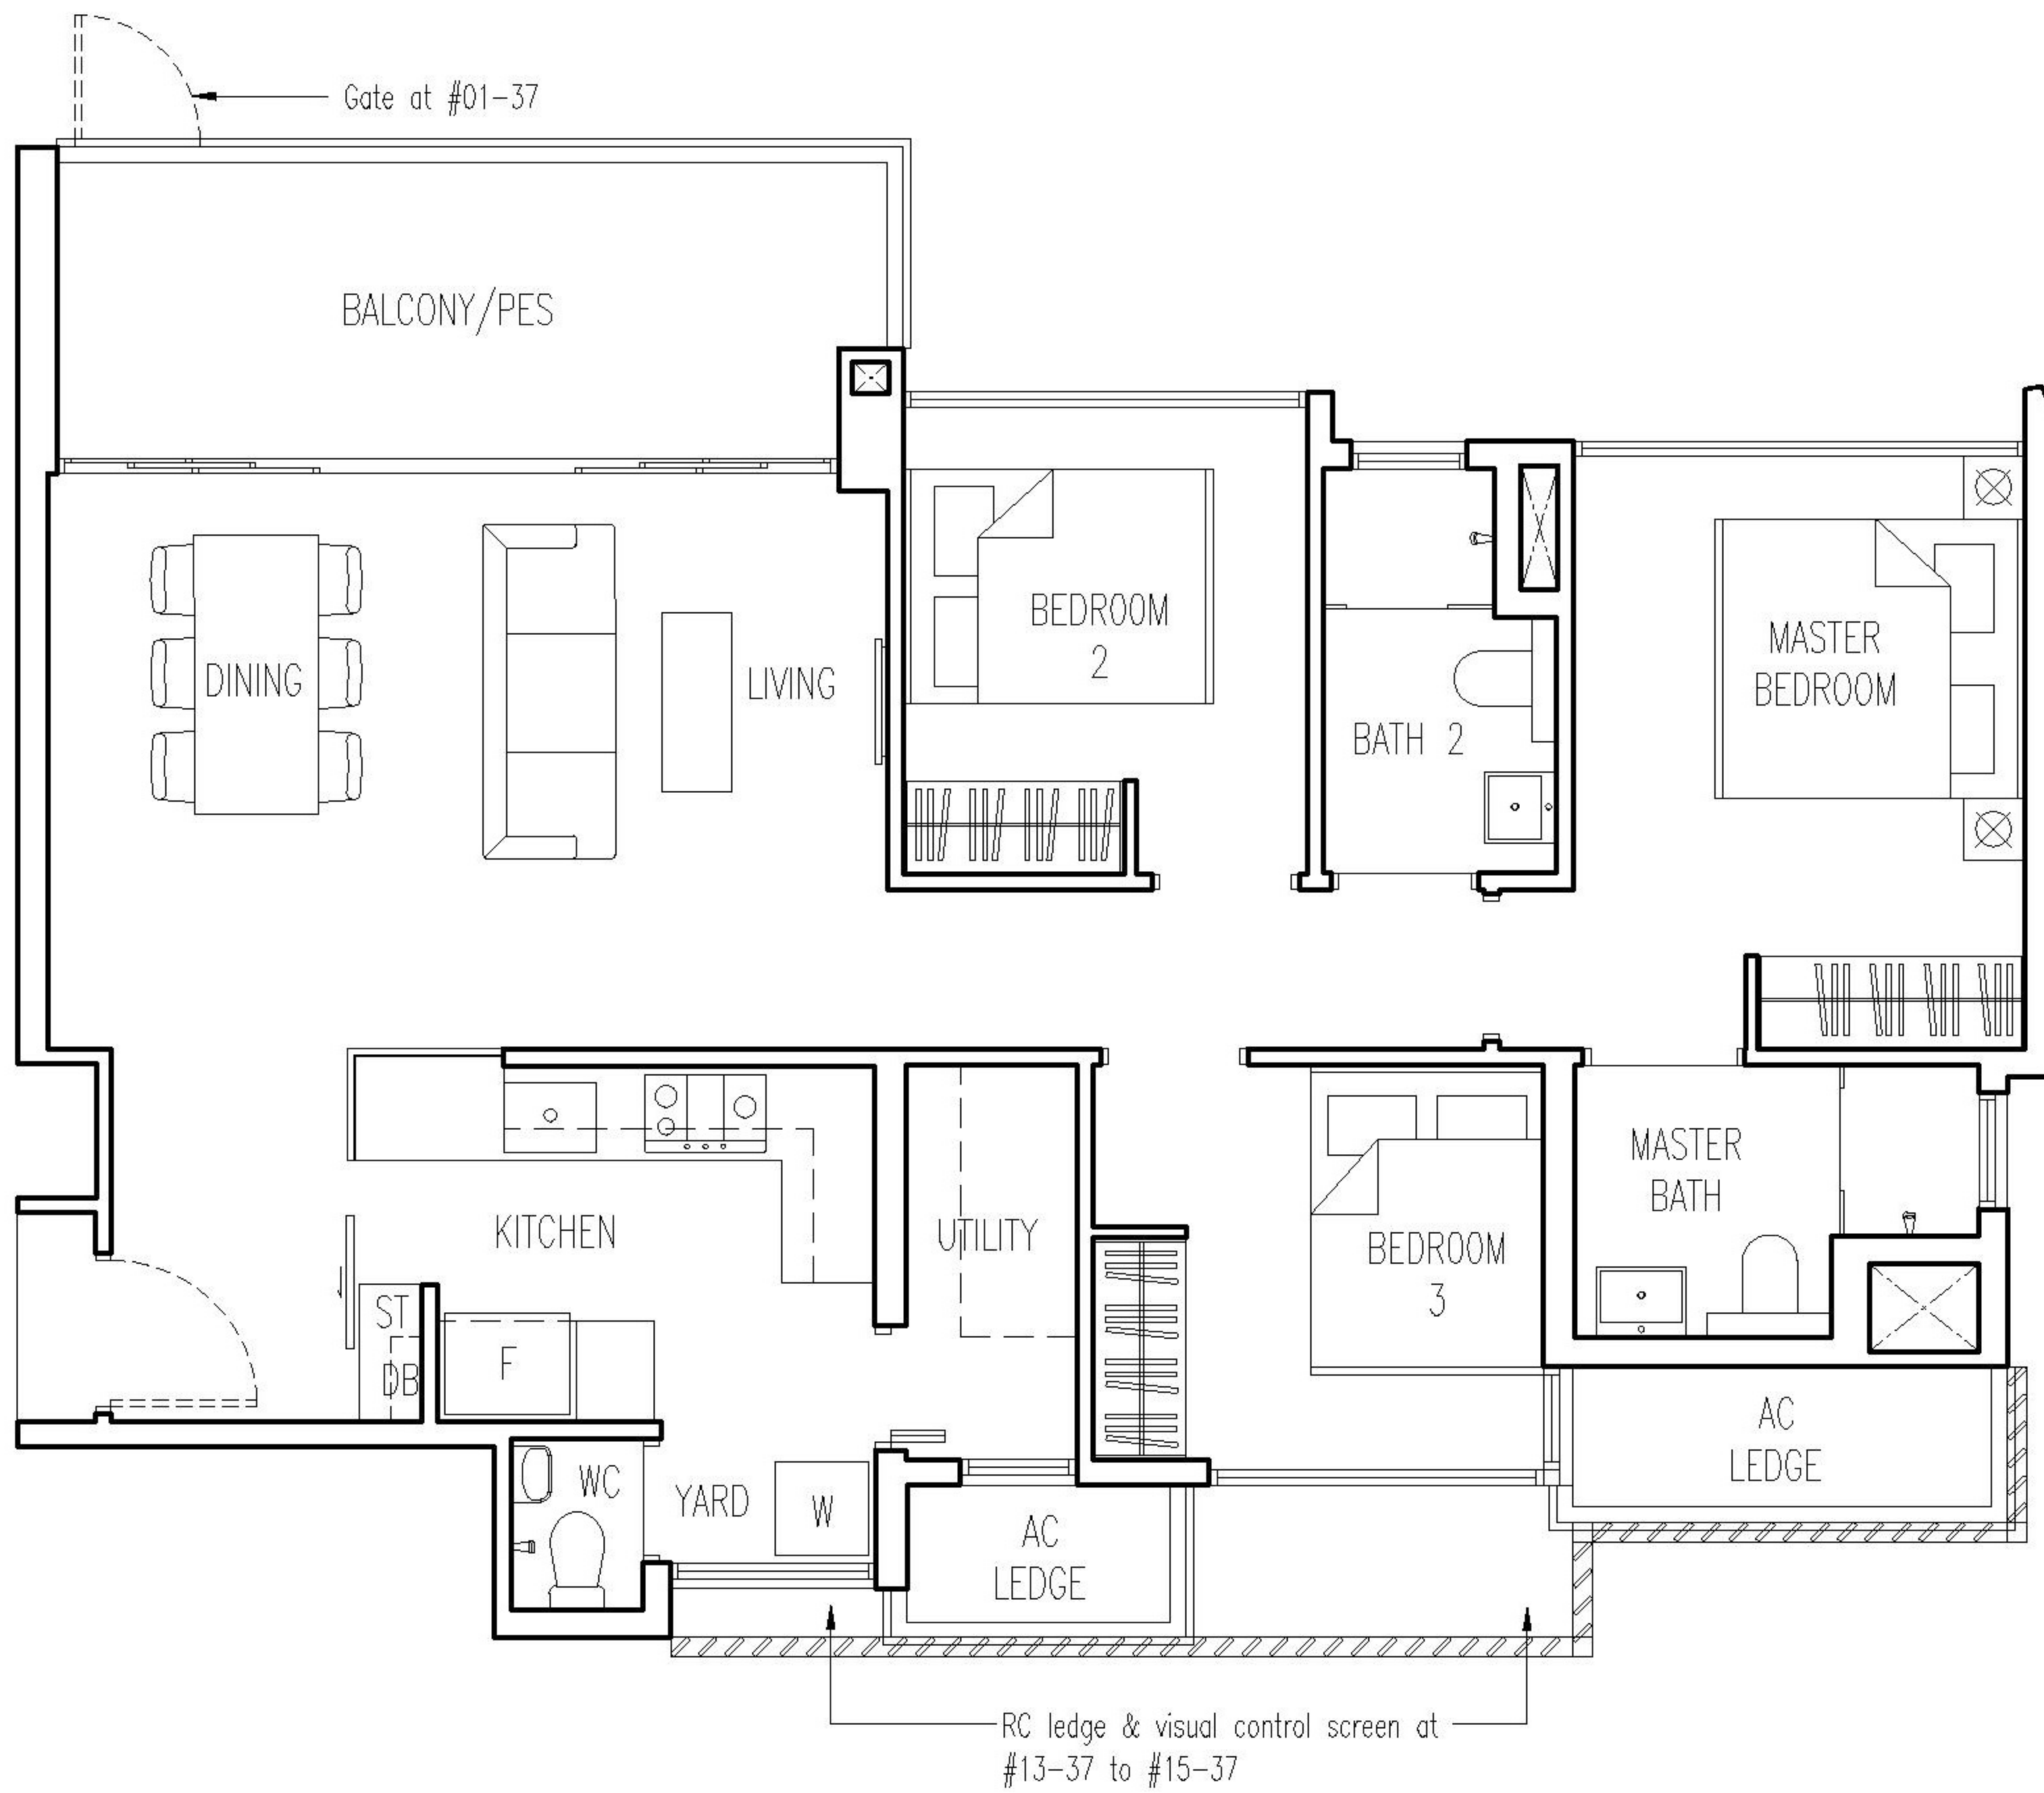 Gate at #01-37
BALCONY/PES
BEDROOM
2
MASTER
BEDROOM
DINING
LIVING
BATH 2
MASTER
BATH
KITCHEN
UTILITY
BEDROOM
3
ST
DB
F
AC
LEDGE
WC
YARD
W
AC
LEDGE
RC ledge & visual control screen at
#13-37 to #15-37